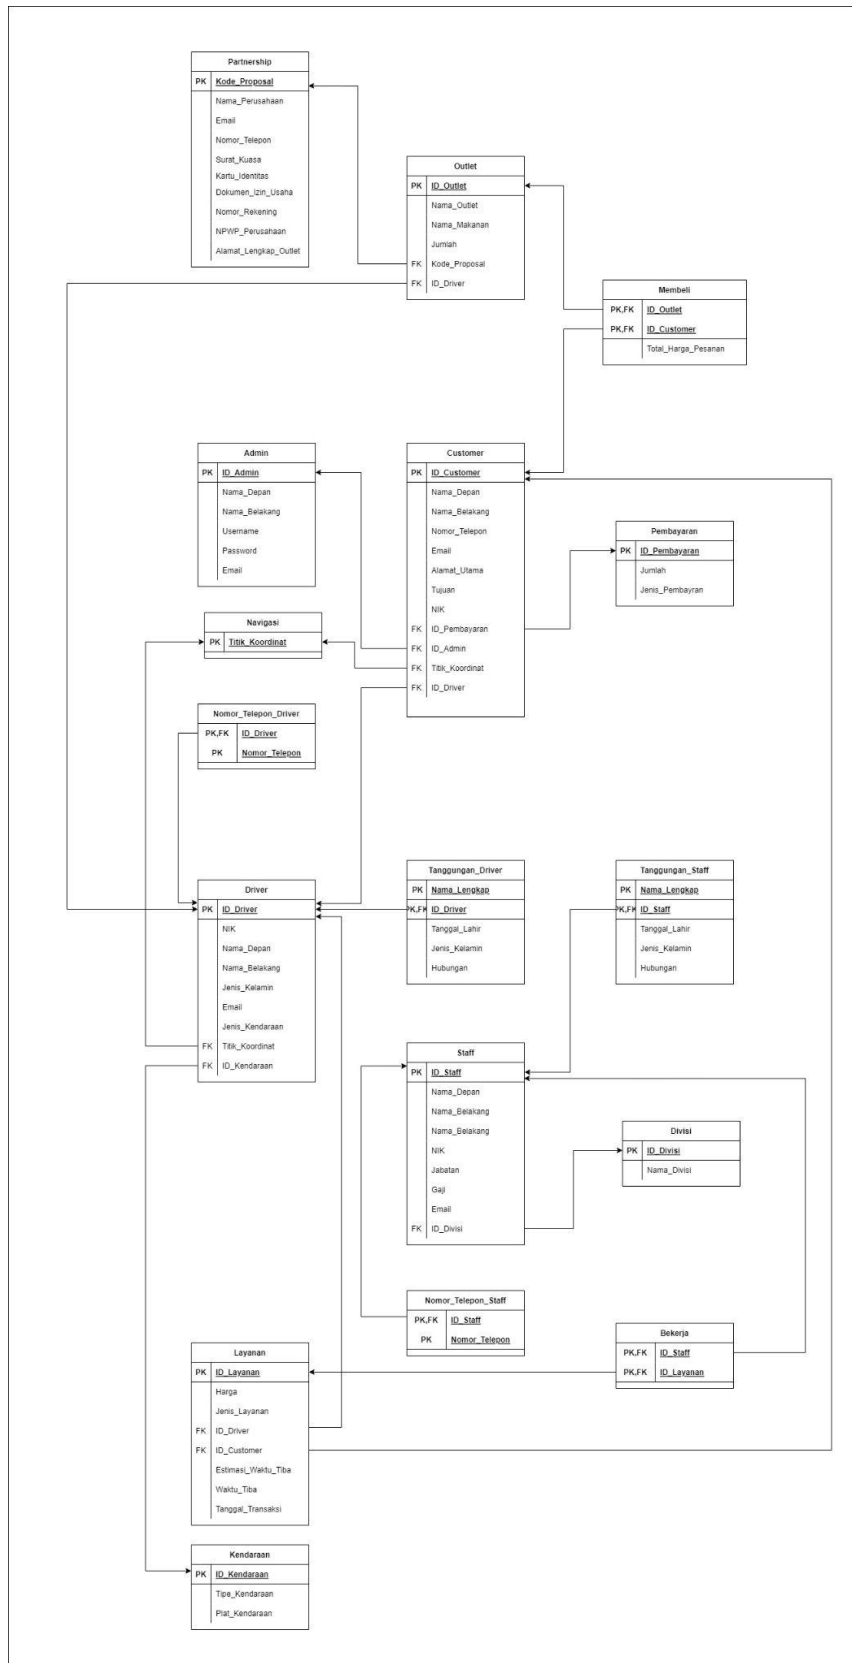 Partnership
PK Kode_Proposal
Nama_Perusahaan
Email
Nomor_Telepon
Surat_Kuasa
Kartu_Identitas
Dokumen_Izin_Usaha
Nomor_Rekening
NPWP_Perusahaan
Alamat_Lengkap_Outlet
Outlet
PK ID_Outlet
Nama_Outlet
Nama_Makanan
Jumlah
FK Kode_Proposal
FK ID_Driver
Membeli
PK,FK ID_Outlet
PK,FK ID_Customer
Total_Harga_Pesanan
Admin
PK ID_Admin
Nama_Depan
Nama_Belakang
Username
Password
Email
Customer
PK ID_Customer
Nama_Depan
Nama_Belakang
Nomor_Telepon
Email
Alamat_Utama
Tujuan
NIK
FK ID_Pembayaran
FK ID_Admin
FK Titik_Koordinat
FK ID_Driver
Pembayaran
PK ID_Pembayaran
Jumlah
Jenis_Pembayran
Navigasi
PK Titik_Koordinat
Nomor_Telepon_Driver
PK,FK ID_Driver
PK Nomor_Telepon
Driver
PK ID_Driver
NIK
Nama_Depan
Nama_Belakang
Jenis_Kelamin
Email
Jenis_Kendaraan
FK Titik_Koordinat
FK ID_Kendaraan
Tanggungan_Driver
PK Nama_Lengkap
PK,FK ID_Driver
Tanggal_Lahir
Jenis_Kelamin
Hubungan
Tanggungan_Staff
PK Nama_Lengkap
PK,FK ID_Staff
Tanggal_Lahir
Jenis_Kelamin
Hubungan
Staff
PK ID_Staff
Nama_Depan
Nama_Belakang
Nama_Belakang
NIK
Jabatan
Gaji
Email
FK ID_Divisi
Divisi
PK ID_Divisi
Nama_Divisi
Nomor_Telepon_Staff
PK,FK ID_Staff
PK Nomor_Telepon
Bekerja
PK,FK ID_Staff
PK,FK ID_Layanan
Layanan
PK ID_Layanan
Harga
Jenis_Layanan
FK ID_Driver
FK ID_Customer
Estimasi_Waktu_Tiba
Waktu_Tiba
Tanggal_Transaksi
Kendaraan
PK ID_Kendaraan
Tipe_Kendaraan
Plat_Kendaraan